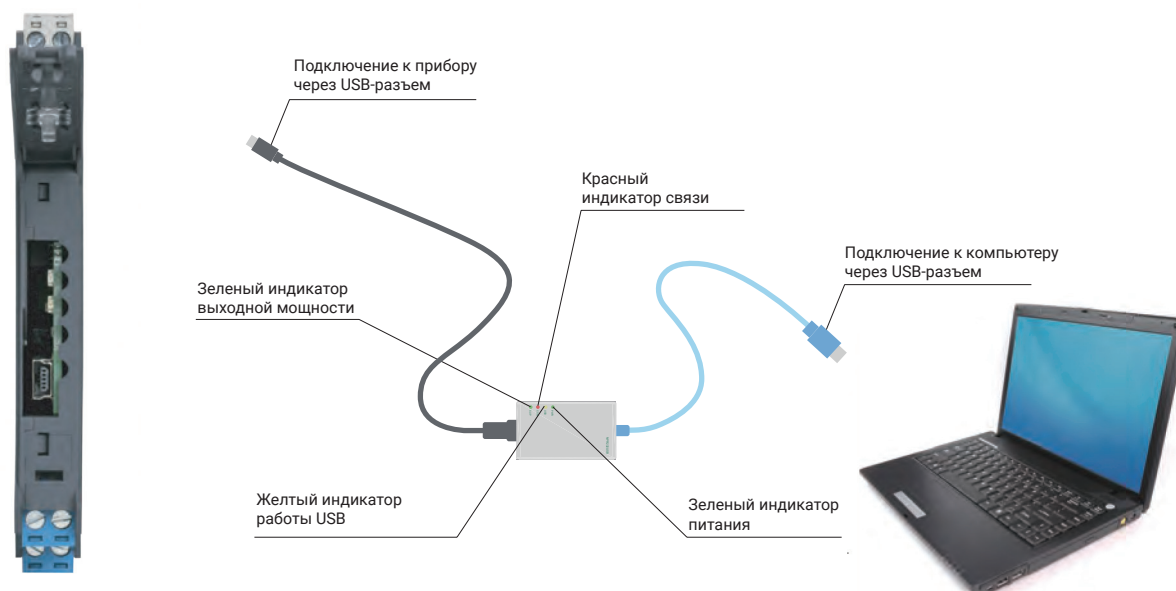 Подключение к прибору
через USB-разъем
Красный
индикатор связи
Подключение к компьютеру
через USB-разъем
Зеленый индикатор
выходной мощности
Желтый индикатор
работы USB
Зеленый индикатор
питания